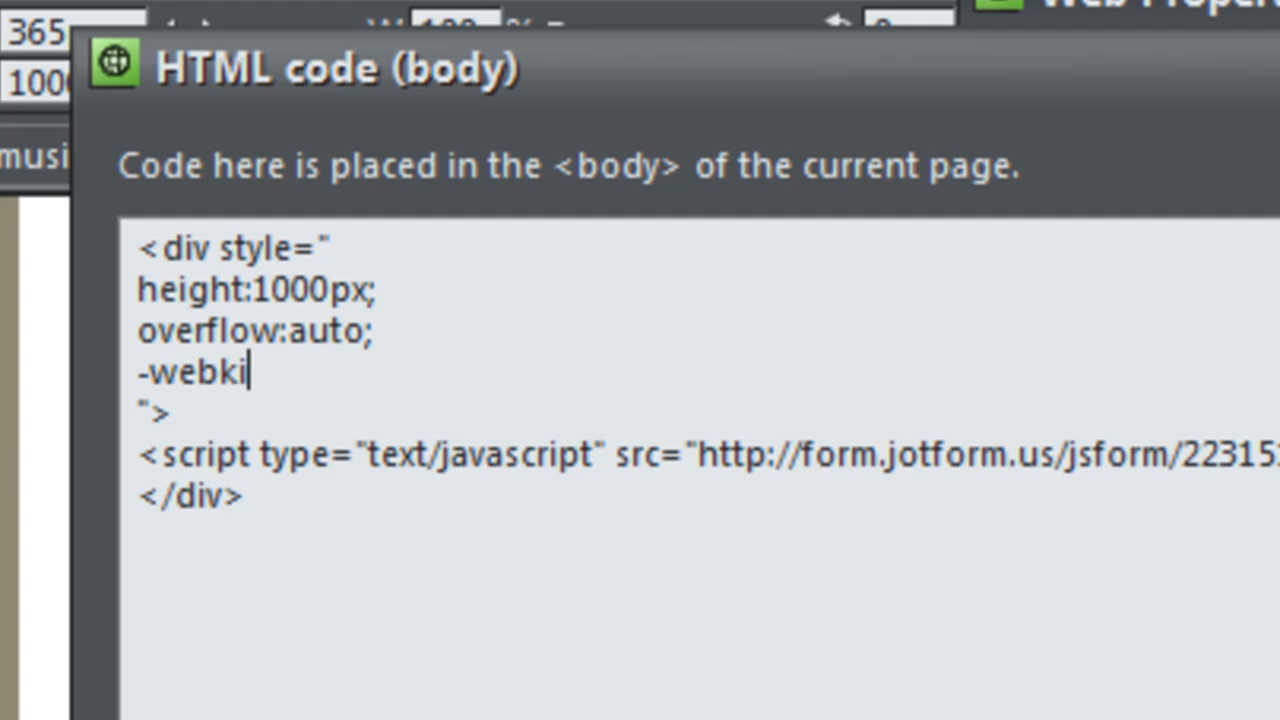 365
HTML code (body)
musi
Code here is placed in the <body> of the current page.
<div style="
height:1000px;
overflow:auto;
-webki
">
<script type="text/javascript" src="http://form.jotform.us/jsform/22315
</div>